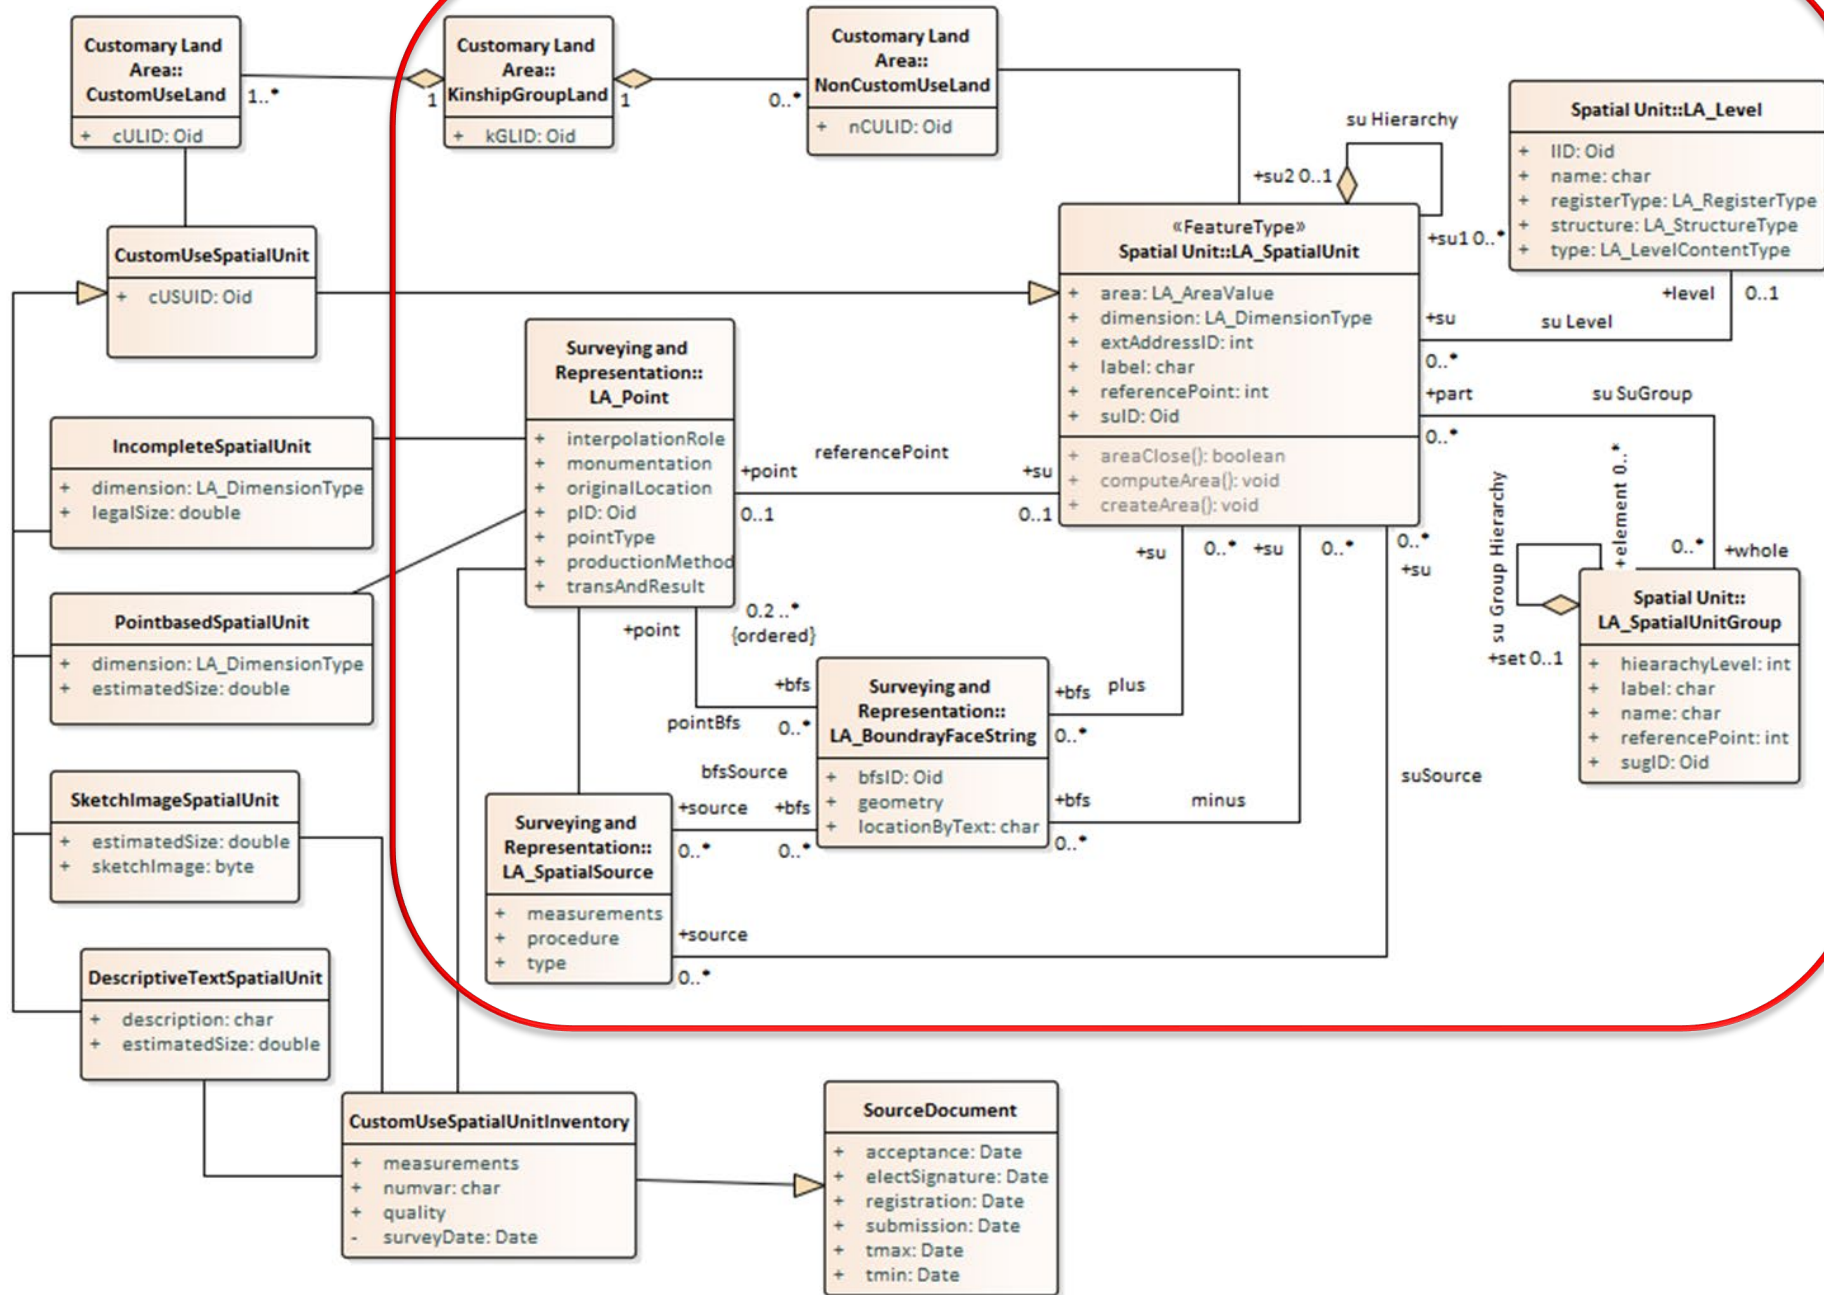 Customary Land
Area::
CustomUseLand
+ cULID: Oid
1..*
1
Customary Land
Area::
KinshipGroupLand
+ kGLID: Oid
1
0..*
Customary Land
Area::
NonCustomUseLand
+ nCULID: Oid
su Hierarchy
+su2 0..1
+su1 0..*
Spatial Unit::LA_Level
+ lID: Oid
+ name: char
+ registerType: LA_RegisterType
+ structure: LA_StructureType
+ type: LA_LevelContentType
+level 0..1
CustomUseSpatialUnit
+ cUSUID: Oid
«FeatureType»
Spatial Unit::LA_SpatialUnit
+ area: LA_AreaValue
+ dimension: LA_DimensionType
+ extAddressID: int
+ label: char
+ referencePoint: int
+ suID: Oid
+ areaClose(): boolean
+ computeArea(): void
+ createArea(): void
+su
su Level
0..*
+part
su SuGroup
0..*
Surveying and
Representation::
LA_Point
+ interpolationRole
+ monumentation
+ originalLocation
+ pID: Oid
+ pointType
+ productionMethod
+ transAndResult
referencePoint
+point
+su
0..1
0..1
IncompleteSpatialUnit
+ dimension: LA_DimensionType
+ legalSize: double
su Group Hierarchy
+element 0..*
0..*
+whole
+set 0..1
Spatial Unit::
LA_SpatialUnitGroup
+ hiearachyLevel: int
+ label: char
+ name: char
+ referencePoint: int
+ sugID: Oid
+su
0..*
+su
0..*
0..*
+su
PointbasedSpatialUnit
+ dimension: LA_DimensionType
+ estimatedSize: double
+point
0.2 ..*
{ordered}
+bfs
pointBfs
0..*
Surveying and
Representation::
LA_BoundrayFaceString
+ bfsID: Oid
+ geometry
+ locationByText: char
+bfs
plus
0..*
+bfs
minus
0..*
suSource
SketchImageSpatialUnit
+ estimatedSize: double
+ sketchImage: byte
bfsSource
+source
+bfs
0..*
0..*
Surveying and
Representation::
LA_SpatialSource
+ measurements
+ procedure
+ type
+source
0..*
DescriptiveTextSpatialUnit
+ description: char
+ estimatedSize: double
CustomUseSpatialUnitInventory
+ measurements
+ numvar: char
+ quality
- surveyDate: Date
SourceDocument
+ acceptance: Date
+ electSignature: Date
+ registration: Date
+ submission: Date
+ tmax: Date
+ tmin: Date